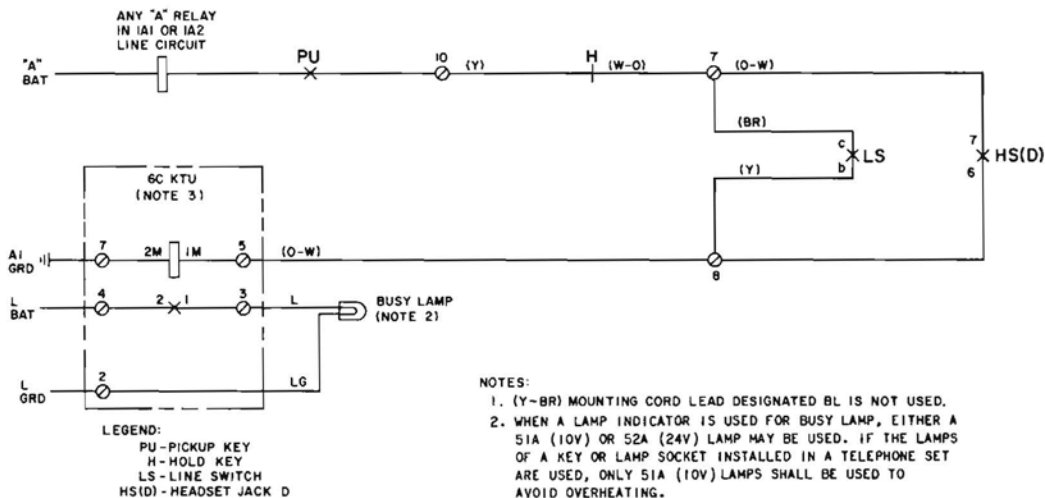 ANY "A" RELAY
IN 1A1 OR 1A2
LINE CIRCUIT
"A"
BAT
PU
10
(Y)
H
(W-O)
7
(O-W)
(BR)
c
b
LS
(Y)
7
6
HS(D)
6C KTU
(NOTE 3)
A1
GRD
7
2M
1M
5
(O-W)
8
L
BAT
4
2
1
3
L
BUSY LAMP
(NOTE 2)
L
GRD
2
LG
LEGEND:
PU-PICKUP KEY
H-HOLD KEY
LS-LINE SWITCH
HS(D)-HEADSET JACK D
NOTES:
1. (Y-BR) MOUNTING CORD LEAD DESIGNATED BL IS NOT USED.
2. WHEN A LAMP INDICATOR IS USED FOR BUSY LAMP, EITHER A
51A (10V) OR 52A (24V) LAMP MAY BE USED. IF THE LAMPS
OF A KEY OR LAMP SOCKET INSTALLED IN A TELEPHONE SET
ARE USED, ONLY 51A (10V) LAMPS SHALL BE USED TO
AVOID OVERHEATING.